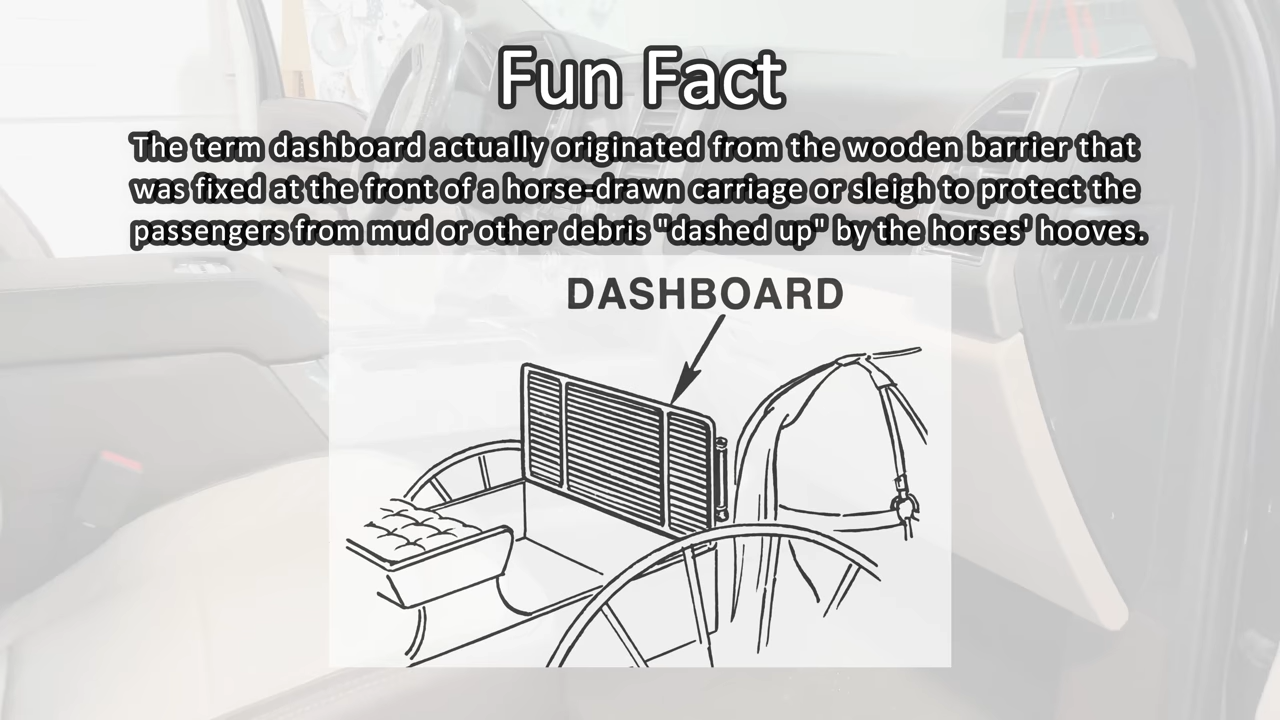 Fun Fact
The term dashboard actually originated from the wooden barrier that
was fixed at the front of a horse-drawn carriage or sleigh to protect the
passengers from mud or other debris "dashed up" by the horses' hooves.
DASHBOARD